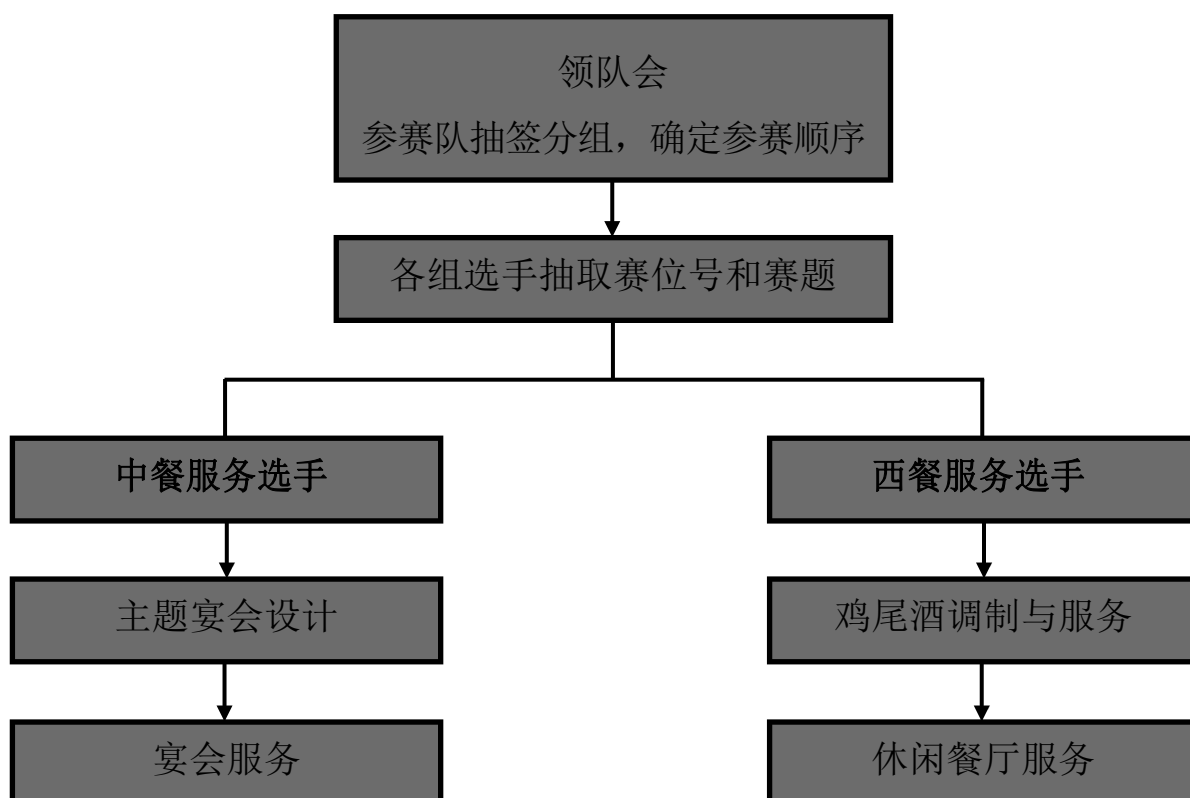 领队会
参赛队抽签分组，确定参赛顺序
各组选手抽取赛位号和赛题
中餐服务选手
西餐服务选手
主题宴会设计
鸡尾酒调制与服务
宴会服务
休闲餐厅服务